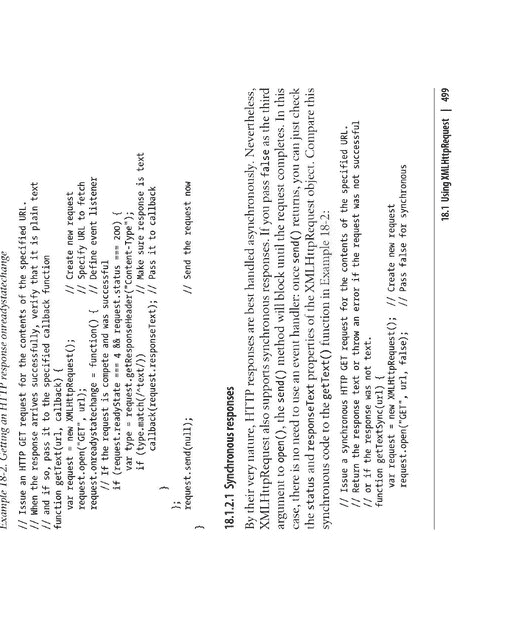 Example 18-2. Getting an HTTP response onreadystatechange
// Issue an HTTP GET request for the contents of the specified URL.
// When the response arrives successfully, verify that it is plain text
// and if so, pass it to the specified callback function
function getText(url, callback) {
var request = new XMLHttpRequest(); // Create new request
request.open("GET", url); // Specify URL to fetch
request.onreadystatechange = function() { // Define event listener
// If the request is compete and was successful
if (request.readyState === 4 && request.status === 200) {
var type = request.getResponseHeader("Content-Type");
if (type.match(/^text/)) // Make sure response is text
callback(request.responseText); // Pass it to callback
}
};
request.send(null); // Send the request now
}
18.1.2.1 Synchronous responses
By their very nature, HTTP responses are best handled asynchronously. Nevertheless,
XMLHttpRequest also supports synchronous responses. If you pass false as the third
argument to open(), the send() method will block until the request completes. In this
case, there is no need to use an event handler: once send() returns, you can just check
the status and responseText properties of the XMLHttpRequest object. Compare this
synchronous code to the getText() function in Example 18-2:
// Issue a synchronous HTTP GET request for the contents of the specified URL.
// Return the response text or throw an error if the request was not successful
// or if the response was not text.
function getTextSync(url) {
var request = new XMLHttpRequest(); // Create new request
request.open("GET", url, false); // Pass false for synchronous
18.1 Using XMLHttpRequest | 499